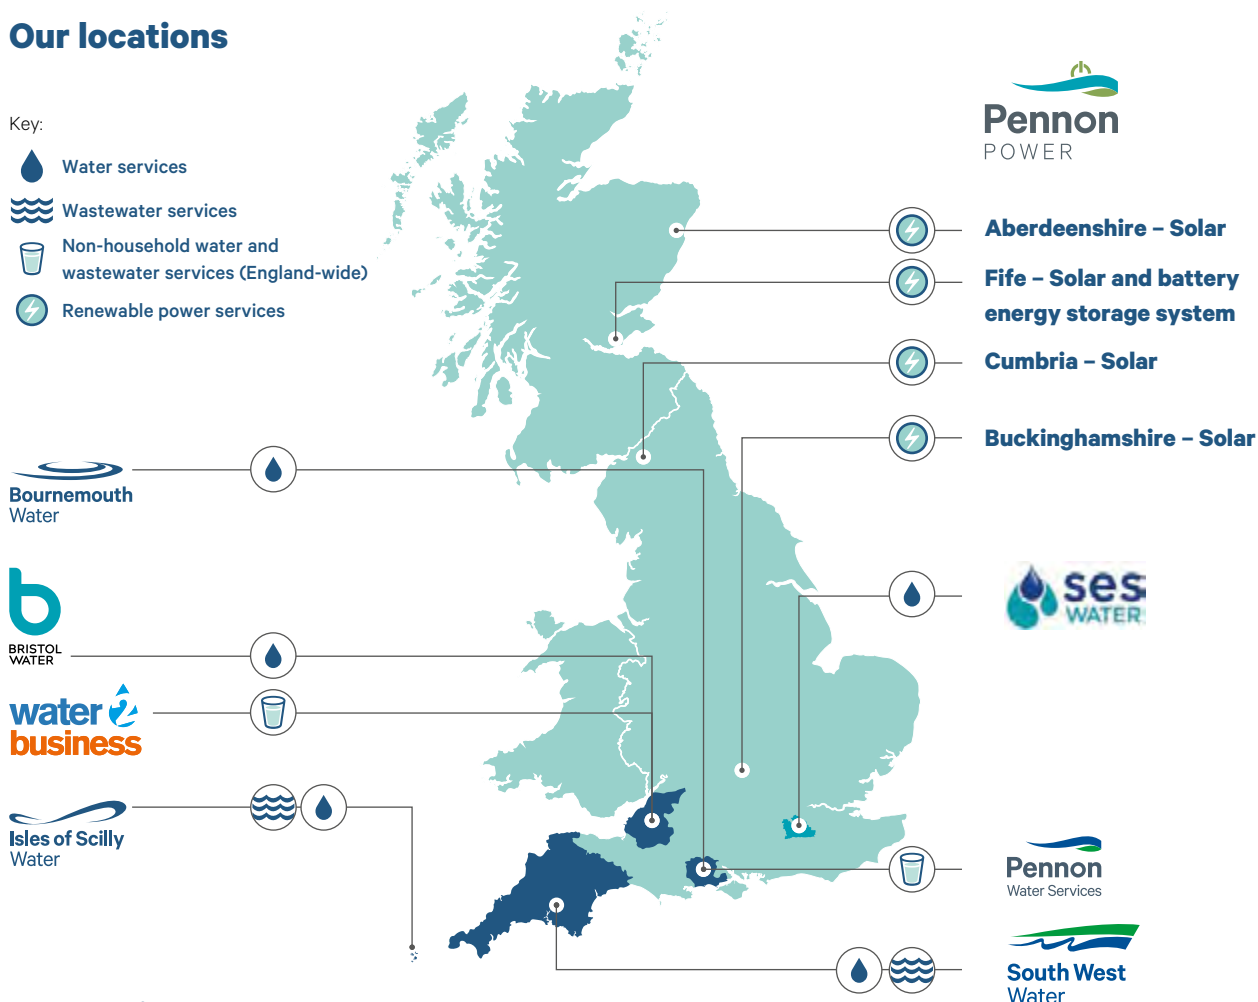 Our locations
Key:
Water services
Wastewater services
Non-household water and
wastewater services (England-wide)
Renewable power services
Bournemouth
Water
b
BRISTOL
WATER
water2
business
Isles of Scilly
Water
Pennon
POWER
Aberdeenshire – Solar
Fife – Solar and battery
energy storage system
Cumbria – Solar
Buckinghamshire – Solar
ses
WATER
Pennon
Water Services
South West
Water